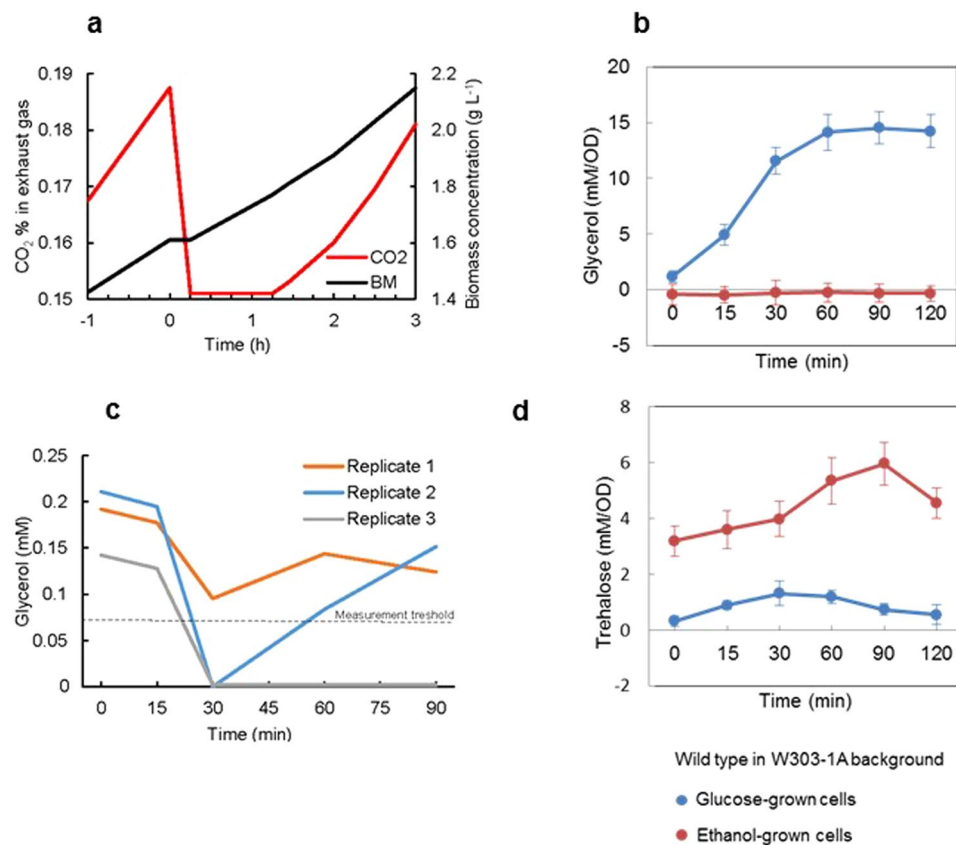 a
CO2 % in exhaust gas
0.19
0.18
0.17
0.16
0.15
-1 0 1 2 3
Time (h)
2.2
2.0
1.8
1.6
1.4
Biomass concentration (g L-1)
CO2
BM
b
Glycerol (mM/OD)
20
15
10
5
0
-5
0 15 30 60 90 120
Time (min)
c
Glycerol (mM)
0.25
0.2
0.15
0.1
0.05
0
Replicate 1
Replicate 2
Replicate 3
Measurement treshold
0 15 30 45 60 75 90
Time (min)
d
Trehalose (mM/OD)
8
6
4
2
0
-2
0 15 30 60 90 120
Time (min)
Wild type in W303-1A background
Glucose-grown cells
Ethanol-grown cells